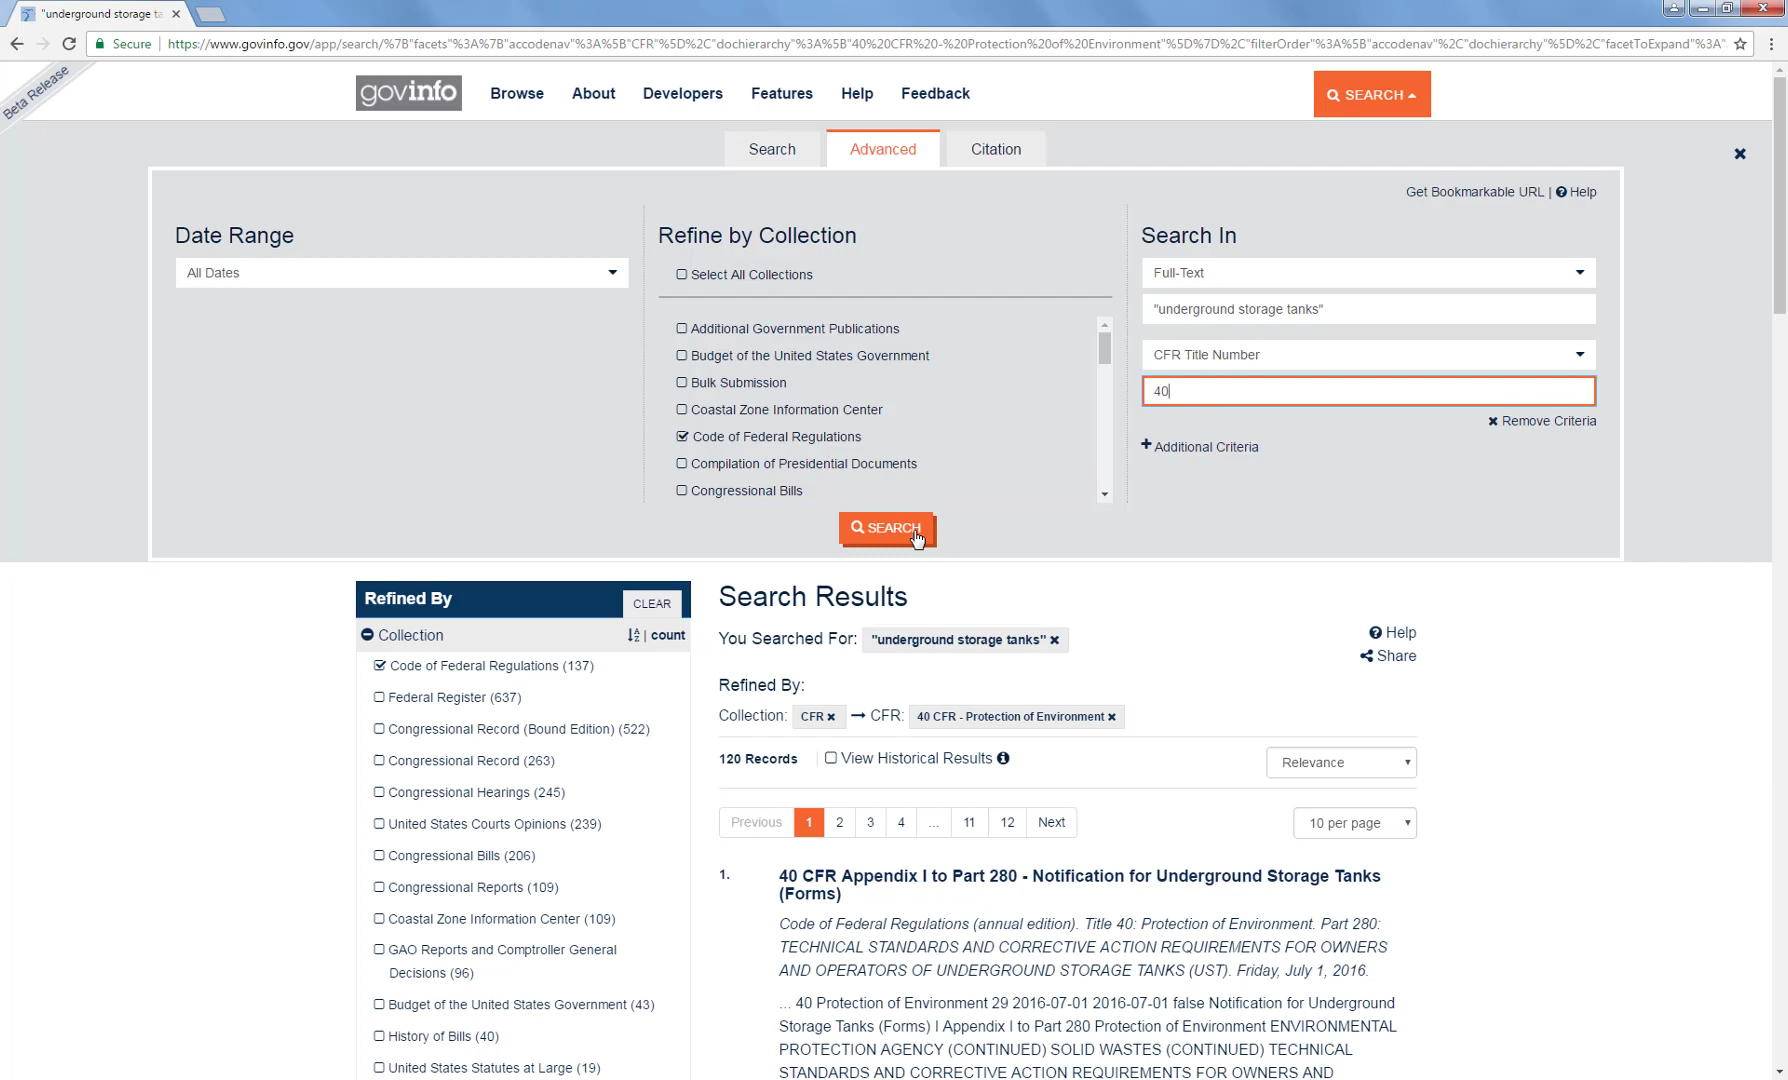 "underground storage ta
Secure | https://www.govinfo.gov/app/search/%7B"facets"%3A%7B"accodenav"%3A%5B"CFR"%5D%2C"dochierarchy"%3A%5B"40%20CFR%20-%20Protection%20of%20Environment"%5D%7D%2C"filterOrder"%3A%5B"accodenav"%2C"dochierarchy"%5D%2C"facetToExpand"%3A"
Beta Release
govinfo Browse About Developers Features Help Feedback SEARCH
Search Advanced Citation
Get Bookmarkable URL | Help
Date Range
All Dates
Refine by Collection
Select All Collections
Additional Government Publications
Budget of the United States Government
Bulk Submission
Coastal Zone Information Center
Code of Federal Regulations
Compilation of Presidential Documents
Congressional Bills
Search In
Full-Text
"underground storage tanks"
CFR Title Number
40
Remove Criteria
Additional Criteria
SEARCH
Refined By CLEAR
Collection | count
Code of Federal Regulations (137)
Federal Register (637)
Congressional Record (Bound Edition) (522)
Congressional Record (263)
Congressional Hearings (245)
United States Courts Opinions (239)
Congressional Bills (206)
Congressional Reports (109)
Coastal Zone Information Center (109)
GAO Reports and Comptroller General
Decisions (96)
Budget of the United States Government (43)
History of Bills (40)
United States Statutes at Large (19)
Search Results
You Searched For: "underground storage tanks"
Help
Share
Refined By:
Collection: CFR CFR: 40 CFR - Protection of Environment
120 Records View Historical Results Relevance
Previous 1 2 3 4 ... 11 12 Next 10 per page
1. 40 CFR Appendix I to Part 280 - Notification for Underground Storage Tanks
(Forms)
Code of Federal Regulations (annual edition). Title 40: Protection of Environment. Part 280:
TECHNICAL STANDARDS AND CORRECTIVE ACTION REQUIREMENTS FOR OWNERS
AND OPERATORS OF UNDERGROUND STORAGE TANKS (UST). Friday, July 1, 2016.
... 40 Protection of Environment 29 2016-07-01 2016-07-01 false Notification for Underground
Storage Tanks (Forms) I Appendix I to Part 280 Protection of Environment ENVIRONMENTAL
PROTECTION AGENCY (CONTINUED) SOLID WASTES (CONTINUED) TECHNICAL
STANDARDS AND CORRECTIVE ACTION REQUIREMENTS FOR OWNERS AND